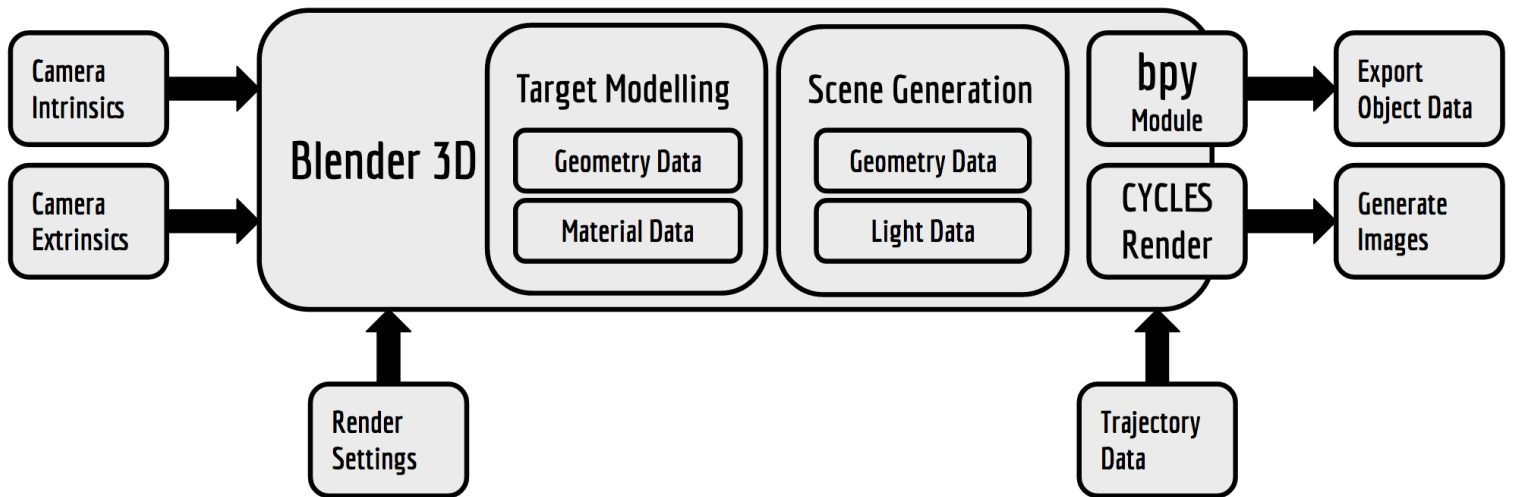 Camera
Intrinsics
Camera
Extrinsics
Blender 3D
Target Modelling
Geometry Data
Material Data
Scene Generation
Geometry Data
Light Data
bpy
Module
CYCLES
Render
Export
Object Data
Generate
Images
Render
Settings
Trajectory
Data